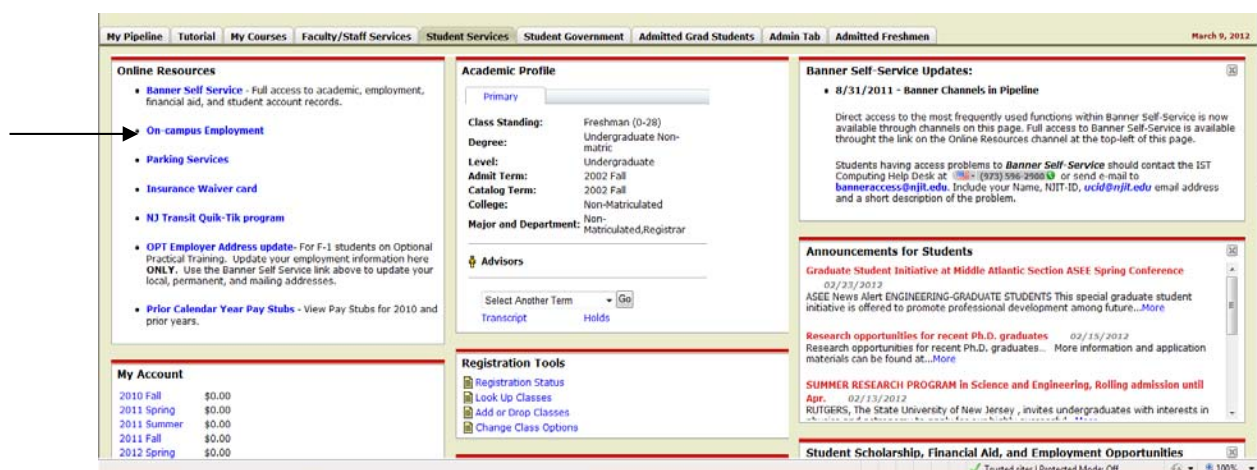 My Pipeline Tutorial My Courses Faculty/Staff Services Student Services Student Government Admitted Grad Students Admin Tab Admitted Freshmen March 9, 2012
Online Resources
Banner Self Service - Full access to academic, employment,
financial aid, and student account records.
On-campus Employment
Parking Services
Insurance Waiver card
NJ Transit Quik-Tik program
OPT Employer Address update- For F-1 students on Optional
Practical Training. Update your employment information here
ONLY. Use the Banner Self Service link above to update your
local, permanent, and mailing addresses.
Prior Calendar Year Pay Stubs - View Pay Stubs for 2010 and
prior years.
My Account
2010 Fall $0.00
2011 Spring $0.00
2011 Summer $0.00
2011 Fall $0.00
2012 Spring $0.00
Academic Profile
Primary
Class Standing: Freshman (0-28)
Degree: Undergraduate Non-
matric
Level: Undergraduate
Admit Term: 2002 Fall
Catalog Term: 2002 Fall
College: Non-Matriculated
Major and Department: Non-
Matriculated,Registrar
Advisors
Select Another Term Go
Transcript Holds
Registration Tools
Registration Status
Look Up Classes
Add or Drop Classes
Change Class Options
Banner Self-Service Updates:
8/31/2011 - Banner Channels in Pipeline
Direct access to the most frequently used functions within Banner Self-Service is now
available through channels on this page. Full access to Banner Self-Service is available
throught the link on the Online Resources channel at the top-left of this page.
Students having access problems to Banner Self-Service should contact the IST
Computing Help Desk at (973) 596-2900 or send e-mail to
banneraccess@njit.edu. Include your Name, NJIT-ID, ucid@njit.edu email address
and a short description of the problem.
Announcements for Students
Graduate Student Initiative at Middle Atlantic Section ASEE Spring Conference
02/23/2012
ASEE News Alert ENGINEERING-GRADUATE STUDENTS This special graduate student
initiative is offered to promote professional development among future...More
Research opportunities for recent Ph.D. graduates 02/15/2012
Research opportunities for recent Ph.D. graduates... More information and application
materials can be found at...More
SUMMER RESEARCH PROGRAM in Science and Engineering, Rolling admission until
Apr. 02/13/2012
RUTGERS, The State University of New Jersey , invites undergraduates with interests in
Student Scholarship, Financial Aid, and Employment Opportunities
Trusted sites | Protected Mode: Off 100%